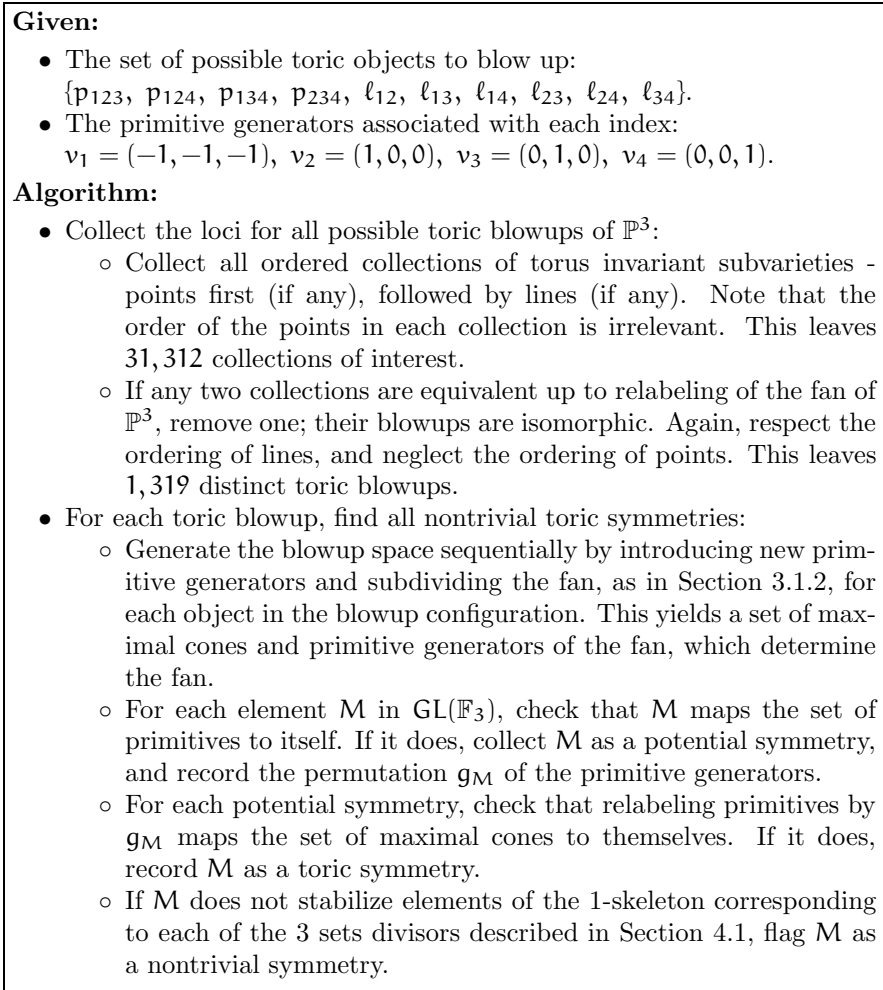 Given:
• The set of possible toric objects to blow up:
{p₁₂₃, p₁₂₄, p₁₃₄, p₂₃₄, ℓ₁₂, ℓ₁₃, ℓ₁₄, ℓ₂₃, ℓ₂₄, ℓ₃₄}.
• The primitive generators associated with each index:
v₁ = (−1, −1, −1), v₂ = (1, 0, 0), v₃ = (0, 1, 0), v₄ = (0, 0, 1).
Algorithm:
• Collect the loci for all possible toric blowups of ℙ³:
◦ Collect all ordered collections of torus invariant subvarieties -
points first (if any), followed by lines (if any). Note that the
order of the points in each collection is irrelevant. This leaves
31,312 collections of interest.
◦ If any two collections are equivalent up to relabeling of the fan of
ℙ³, remove one; their blowups are isomorphic. Again, respect the
ordering of lines, and neglect the ordering of points. This leaves
1,319 distinct toric blowups.
• For each toric blowup, find all nontrivial toric symmetries:
◦ Generate the blowup space sequentially by introducing new prim-
itive generators and subdividing the fan, as in Section 3.1.2, for
each object in the blowup configuration. This yields a set of max-
imal cones and primitive generators of the fan, which determine
the fan.
◦ For each element M in GL(𝔽₃), check that M maps the set of
primitives to itself. If it does, collect M as a potential symmetry,
and record the permutation g_M of the primitive generators.
◦ For each potential symmetry, check that relabeling primitives by
g_M maps the set of maximal cones to themselves. If it does,
record M as a toric symmetry.
◦ If M does not stabilize elements of the 1-skeleton corresponding
to each of the 3 sets divisors described in Section 4.1, flag M as
a nontrivial symmetry.